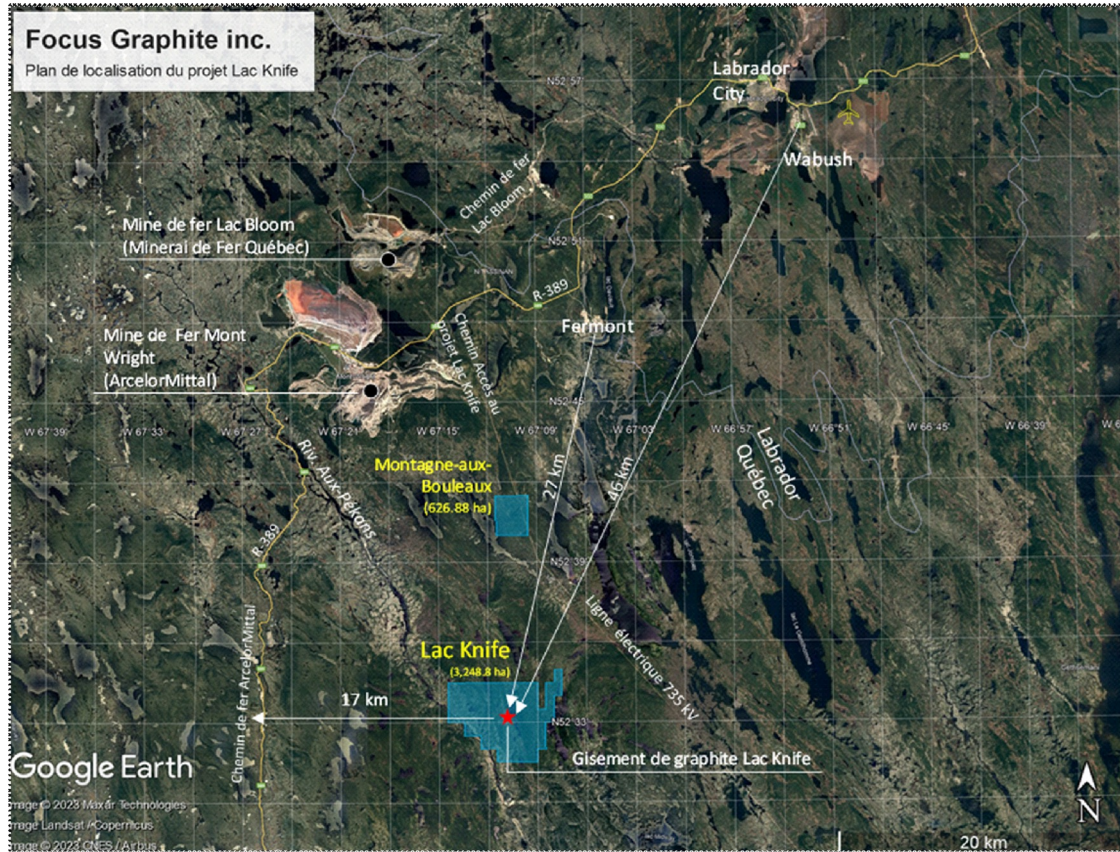 Focus Graphite inc.
Plan de localisation du projet Lac Knife
N52°57
Labrador
City
Wabush
Chemin de fer
Lac Bloom
Mine de fer Lac Bloom
(Minerai de Fer Québec)
N52°51
R-389
Fermont
Mine de Fer Mont
Wright
(ArcelorMittal)
Chemin Accès au
projet Lac Knife
N52°45
W 67°39
W 67°33
W 67°27
W 67°21
W 67°15
W 67°09
W 67°03
W 66°57
W 66°51
W 66°45
W 66°39
Labrador
Québec
Riv. Aux-Pékans
Montagne-aux-
Bouleaux
(626.88 ha)
27 km
46 km
R-389
N52°39
Ligne électrique 735 kV
Chemin de fer ArcelorMittal
Lac Knife
(3,248.8 ha)
17 km
N52°33
Gisement de graphite Lac Knife
Google Earth
mage © 2023 Maxar Technologies
mage Landsat / Copernicus
mage © 2023 CNES / Airbus
N
20 km